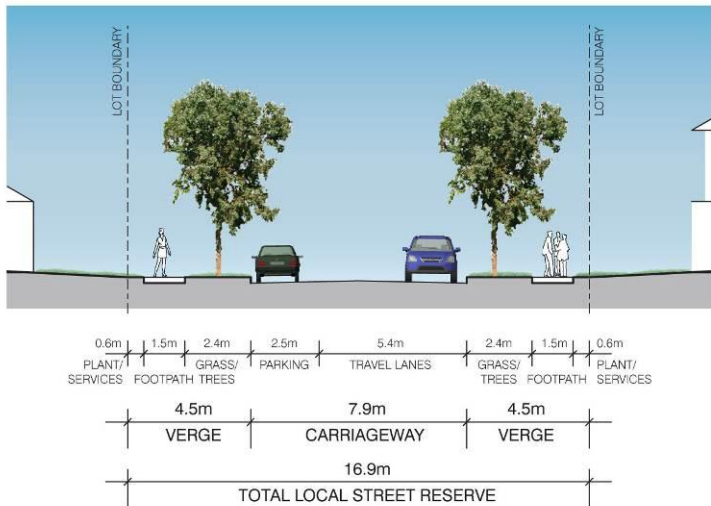 LOT BOUNDARY
LOT BOUNDARY
0.6m 1.5m 2.4m 2.5m 5.4m 2.4m 1.5m 0.6m
PLANT/ GRASS/ PARKING TRAVEL LANES GRASS/ PLANT/
SERVICES FOOTPATH TREES TREES FOOTPATH SERVICES
4.5m 7.9m 4.5m
VERGE CARRIAGEWAY VERGE
16.9m
TOTAL LOCAL STREET RESERVE